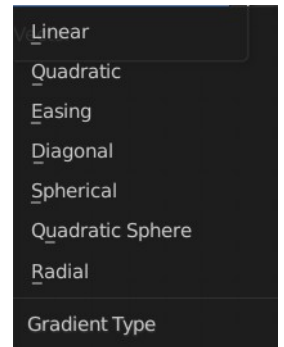 Linear
Quadratic
Easing
Diagonal
Spherical
Quadratic Sphere
Radial
Gradient Type